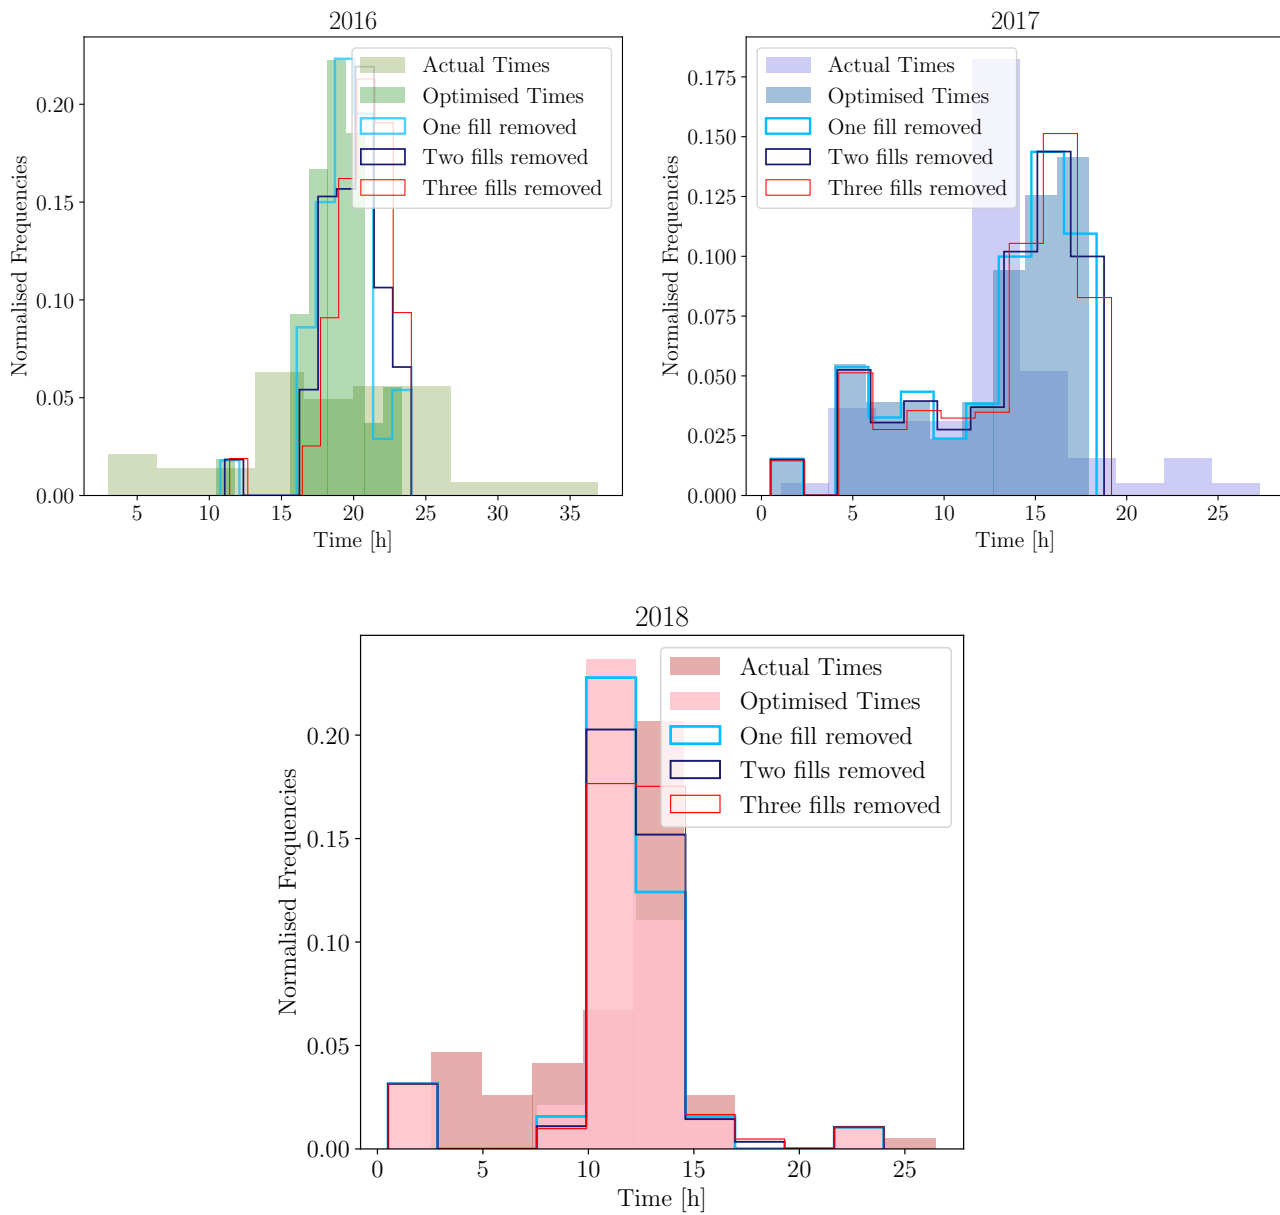 2016
Normalised Frequencies
0.20
0.15
0.10
0.05
0.00
Actual Times
Optimised Times
One fill removed
Two fills removed
Three fills removed
5 10 15 20 25 30 35
Time [h]
2017
Normalised Frequencies
0.175
0.150
0.125
0.100
0.075
0.050
0.025
0.000
Actual Times
Optimised Times
One fill removed
Two fills removed
Three fills removed
0 5 10 15 20 25
Time [h]
2018
Normalised Frequencies
0.20
0.15
0.10
0.05
0.00
Actual Times
Optimised Times
One fill removed
Two fills removed
Three fills removed
0 5 10 15 20 25
Time [h]